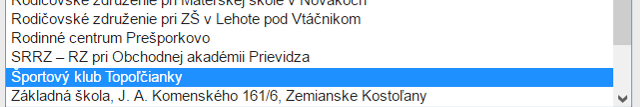 Rodičovské združenie pri Materskej škole v Novákoch
Rodičovské združenie pri ZŠ v Lehote pod Vtáčnikom
Rodinné centrum Prešporkovo
SRRZ – RZ pri Obchodnej akadémii Prievidza
Športový klub Topoľčianky
Základná škola, J. A. Komenského 161/6, Zemianske Kostoľany